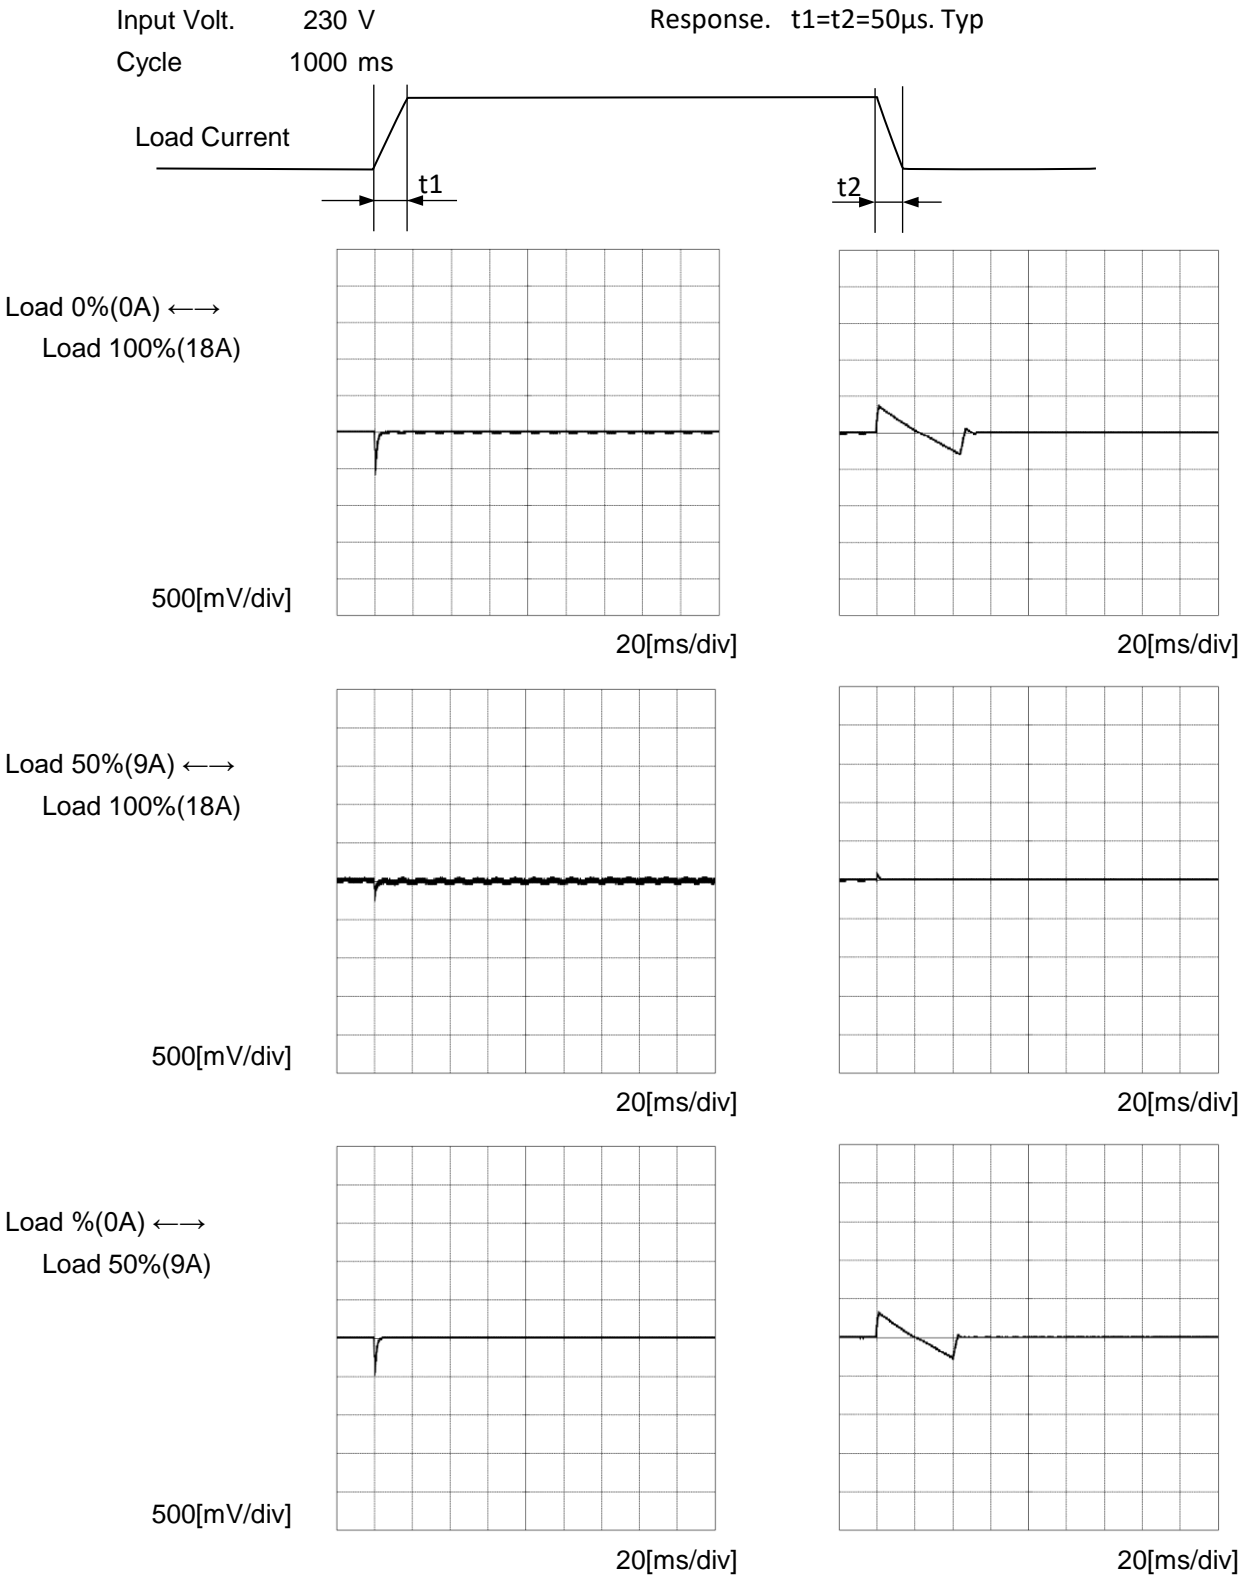 Input Volt. 230 V Response. t1=t2=50µs. Typ
Cycle 1000 ms
Load Current
t1
t2
Load 0%(0A) ←→
Load 100%(18A)
500[mV/div]
20[ms/div] 20[ms/div]
Load 50%(9A) ←→
Load 100%(18A)
500[mV/div]
20[ms/div] 20[ms/div]
Load %(0A) ←→
Load 50%(9A)
500[mV/div]
20[ms/div] 20[ms/div]